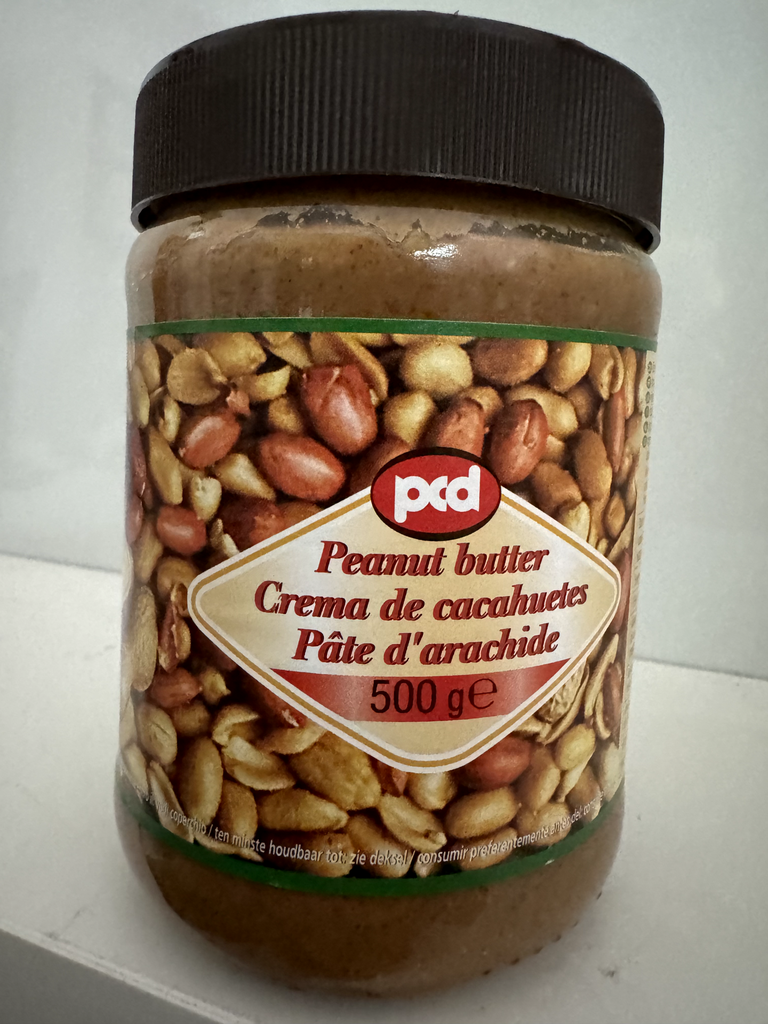 pcd
Peanut butter
Crema de cacahuetes
Pâte d'arachide
500 g℮
coperchio / ten minste houdbaar tot: zie deksel / consumir preferentemente antes del: